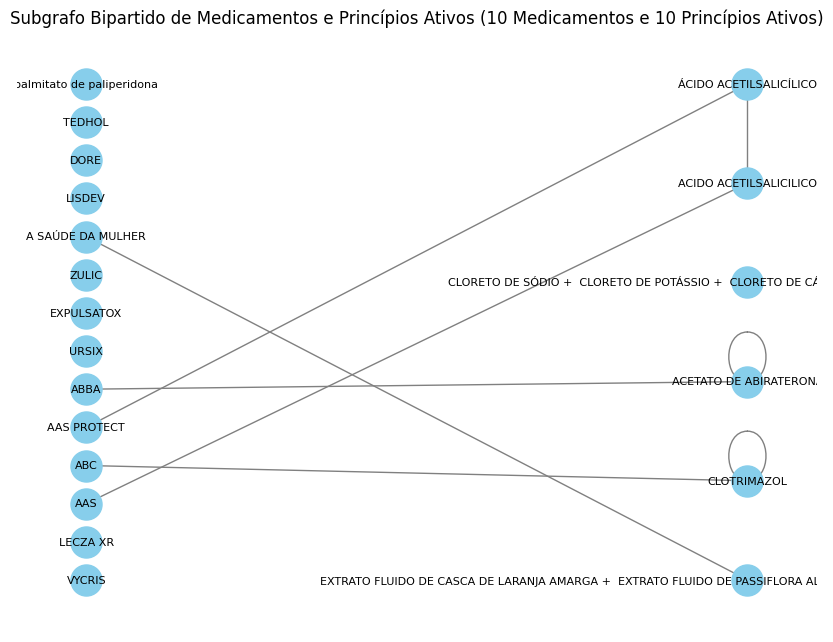 Subgrafo Bipartido de Medicamentos e Princípios Ativos (10 Medicamentos e 10 Princípios Ativos)
palmitato de paliperidona
TEDHOL
DORE
LISDEV
A SAÚDE DA MULHER
ZULIC
EXPULSATOX
URSIX
ABBA
AAS PROTECT
ABC
AAS
LECZA XR
VYCRIS
ÁCIDO ACETILSALICÍLICO
ACIDO ACETILSALICILICO
CLORETO DE SÓDIO + CLORETO DE POTÁSSIO + CLORETO DE
ACETATO DE ABIRATERONA
CLOTRIMAZOL
EXTRATO FLUIDO DE CASCA DE LARANJA AMARGA + EXTRATO FLUIDO DE PASSIFLORA